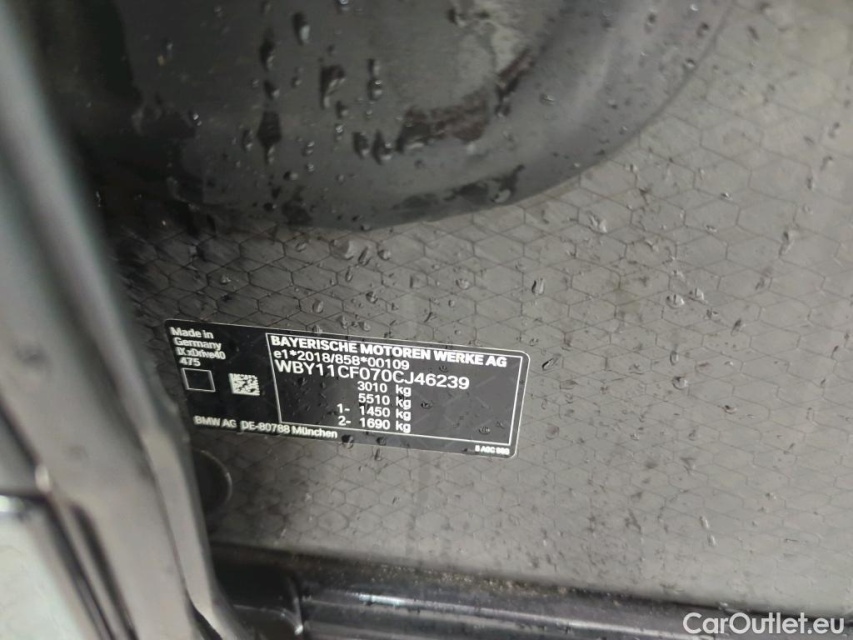 Made in
Germany
iX xDrive40
475
BAYERISCHE MOTOREN WERKE AG
e1*2018/858*00109
WBY11CF070CJ46239
3010 kg
5510 kg
1- 1450 kg
2- 1690 kg
BMW AG DE-80788 München
CarOutlet.eu